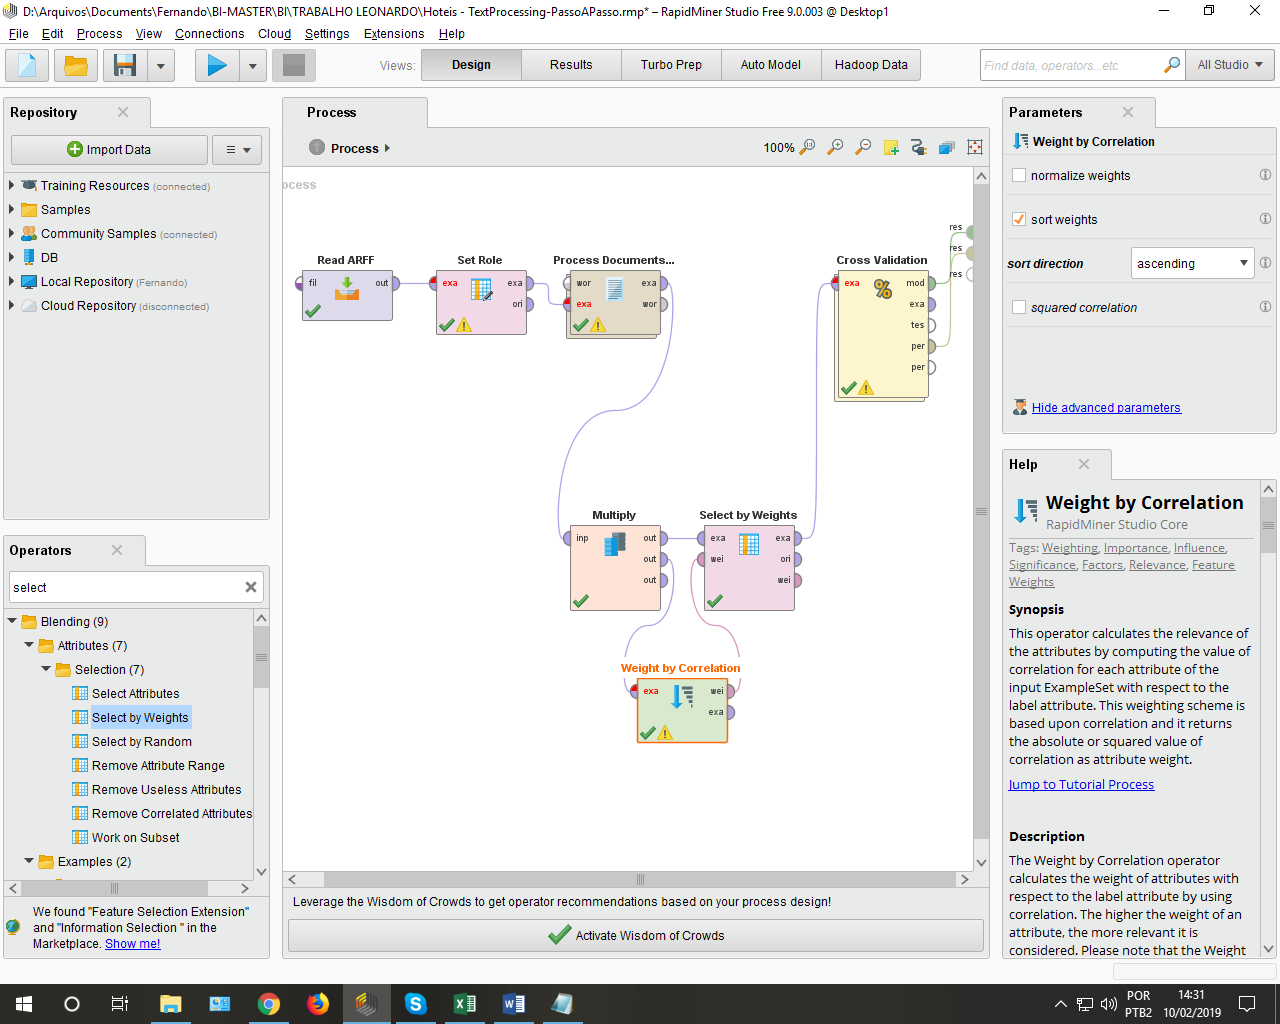 D:\Arquivos\Documents\Fernando\BI-MASTER\BI\TRABALHO LEONARDO\Hoteis - TextProcessing-PassoAPasso.rmp* – RapidMiner Studio Free 9.0.003 @ Desktop1
File Edit Process View Connections Cloud Settings Extensions Help
Views: Design Results Turbo Prep Auto Model Hadoop Data
Find data, operators...etc
All Studio
Repository
Import Data
Training Resources (connected)
Samples
Community Samples (connected)
DB
Local Repository (Fernando)
Cloud Repository (disconnected)
Operators
select
Blending (9)
Attributes (7)
Selection (7)
Select Attributes
Select by Weights
Select by Random
Remove Attribute Range
Remove Useless Attributes
Remove Correlated Attributes
Work on Subset
Examples (2)
We found "Feature Selection Extension"
and "Information Selection " in the
Marketplace. Show me!
Process
Process
100%
ocess
Read ARFF
fil out
Set Role
exa exa
ori
Process Documents...
wor exa
exa wor
Cross Validation
exa mod
exa
tes
per
per
res
res
res
Multiply
inp out
out
out
Select by Weights
exa exa
wei ori
wei
Weight by Correlation
exa wei
exa
Leverage the Wisdom of Crowds to get operator recommendations based on your process design!
Activate Wisdom of Crowds
Parameters
Weight by Correlation
normalize weights
sort weights
sort direction ascending
squared correlation
Hide advanced parameters
Help
Weight by Correlation
RapidMiner Studio Core
Tags: Weighting, Importance, Influence,
Significance, Factors, Relevance, Feature
Weights
Synopsis
This operator calculates the relevance of
the attributes by computing the value of
correlation for each attribute of the
input ExampleSet with respect to the
label attribute. This weighting scheme is
based upon correlation and it returns
the absolute or squared value of
correlation as attribute weight.
Jump to Tutorial Process
Description
The Weight by Correlation operator
calculates the weight of attributes with
respect to the label attribute by using
correlation. The higher the weight of an
attribute, the more relevant it is
considered. Please note that the Weight
POR
PTB2
14:31
10/02/2019